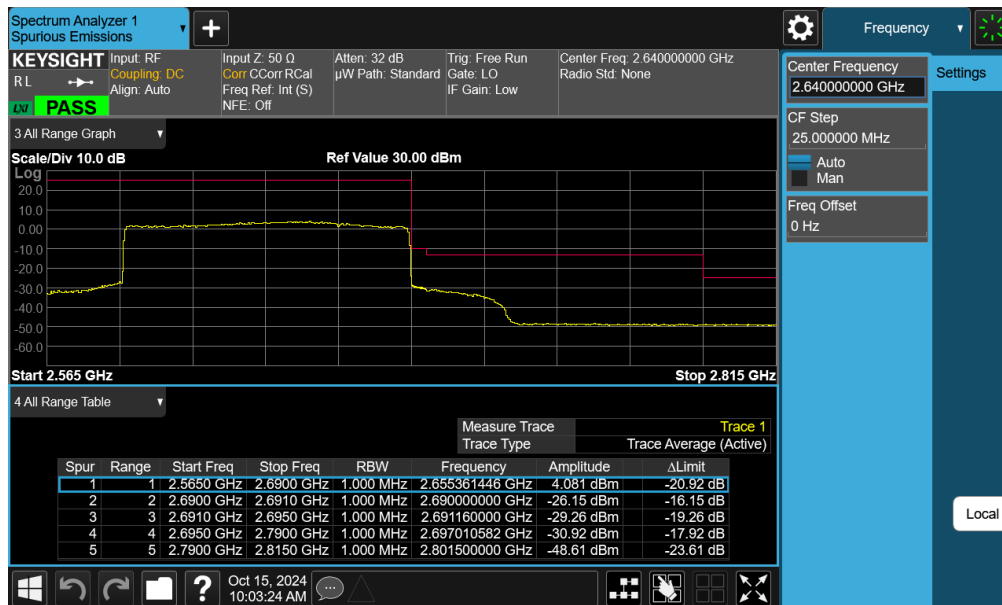 Spectrum Analyzer 1
Spurious Emissions
Frequency
KEYSIGHT Input: RF Input Z: 50 Ω Atten: 32 dB Trig: Free Run Center Freq: 2.640000000 GHz
R L Coupling: DC Corr CCorr RCal µW Path: Standard Gate: LO Radio Std: None
Align: Auto Freq Ref: Int (S) IF Gain: Low
LXI PASS NFE: Off
Center Frequency
2.640000000 GHz
Settings
CF Step
25.000000 MHz
Auto
Man
Freq Offset
0 Hz
3 All Range Graph
Scale/Div 10.0 dB Ref Value 30.00 dBm
Log
20.0
10.0
0.00
-10.0
-20.0
-30.0
-40.0
-50.0
-60.0
Start 2.565 GHz Stop 2.815 GHz
4 All Range Table
Measure Trace Trace 1
Trace Type Trace Average (Active)
Spur Range Start Freq Stop Freq RBW Frequency Amplitude ΔLimit
1 1 2.5650 GHz 2.6900 GHz 1.000 MHz 2.655361446 GHz 4.081 dBm -20.92 dB
2 2 2.6900 GHz 2.6910 GHz 1.000 MHz 2.690000000 GHz -26.15 dBm -16.15 dB
3 3 2.6910 GHz 2.6950 GHz 1.000 MHz 2.691160000 GHz -29.26 dBm -19.26 dB
4 4 2.6950 GHz 2.7900 GHz 1.000 MHz 2.697010582 GHz -30.92 dBm -17.92 dB
5 5 2.7900 GHz 2.8150 GHz 1.000 MHz 2.801500000 GHz -48.61 dBm -23.61 dB
Local
Oct 15, 2024
10:03:24 AM